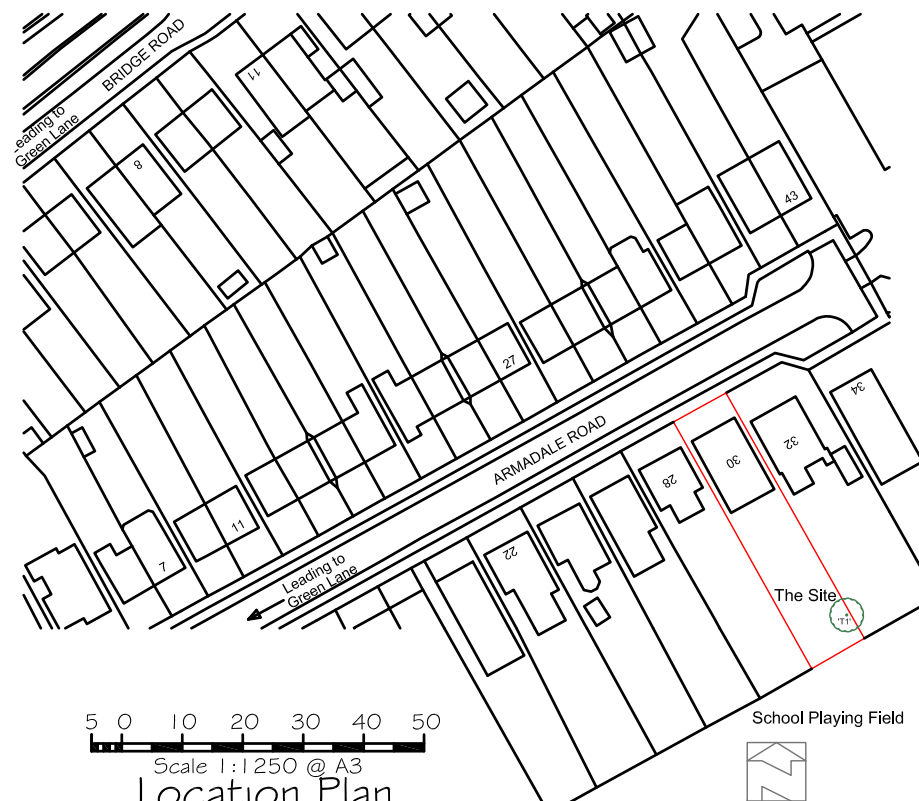 BRIDGE ROAD
Leading to
Green Lane
11
8
43
27
34
ARMADALE ROAD
32
30
28
11
22
7
Leading to
Green Lane
The Site
'T1'
School Playing Field
5 0 10 20 30 40 50
Scale 1:1250 @ A3
Location Plan
N